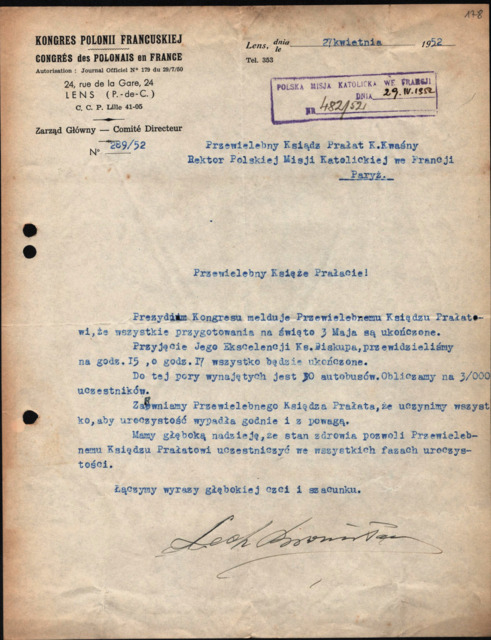 178
KONGRES POLONII FRANCUSKIEJ
CONGRÈS des POLONAIS en FRANCE
Autorisation : Journal Officiel Nº 179 du 29/7/50
24, rue de la Gare, 24
LENS (P.-de-C.)
C. C. P. Lille 41-05
Zarząd Główny — Comité Directeur
Nº 269/52
Lens, dnia le 27 kwietnia 1952
Tel. 353
POLSKA MISJA KATOLICKA WE FRANCJI
DNIA 29.IV.1952
NR 482/52
Przewielebny Ksiądz Prałat K.Kwaśny
Rektor Polskiej Misji Katolickiej we Francji
Paryż.
Przewielebny Księże Prałacie!
Prezydium Kongresu melduje Przewielebnemu Księdzu Prałato-
wi,że wszystkie przygotowania na święto 3 Maja są ukończone.
Przyjęcie Jego Ekscelencji Ks.Biskupa,przewidzieliśmy
na godz.15 ,o godz.17 wszystko będzie ukończone.
Do tej pory wynajętych jest 30 autobusów.Obliczamy na 3/000
uczestników.
Zapewniamy Przewielebnego Księdza Prałata,że uczynimy wszyst
ko,aby uroczystość wypadła godnie i z powagą.
Mamy głęboką nadzieję,że stan zdrowia pozwoli Przewieleb-
nemu Księdzu Prałatowi uczestniczyć we wszystkich fazach uroczys-
tości.
Łączymy wyrazy głębokiej czci i szacunku.